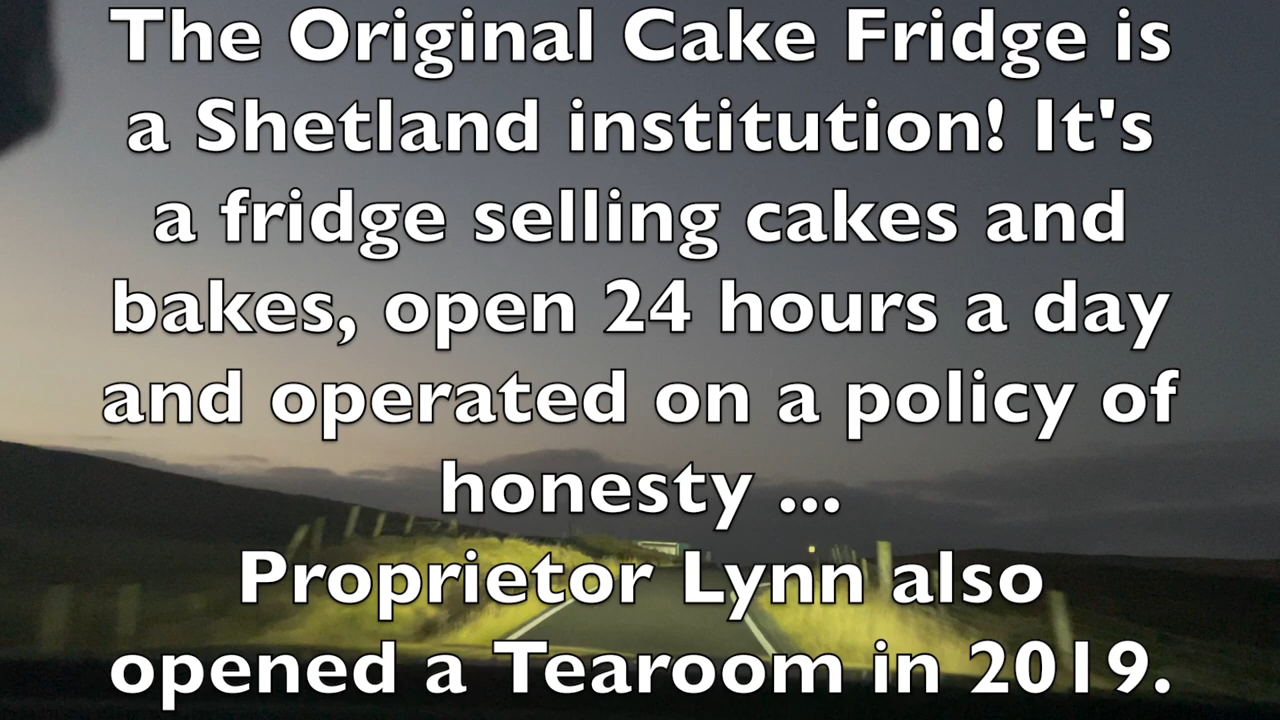 The Original Cake Fridge is
a Shetland institution! It's
a fridge selling cakes and
bakes, open 24 hours a day
and operated on a policy of
honesty ...
Proprietor Lynn also
opened a Tearoom in 2019.